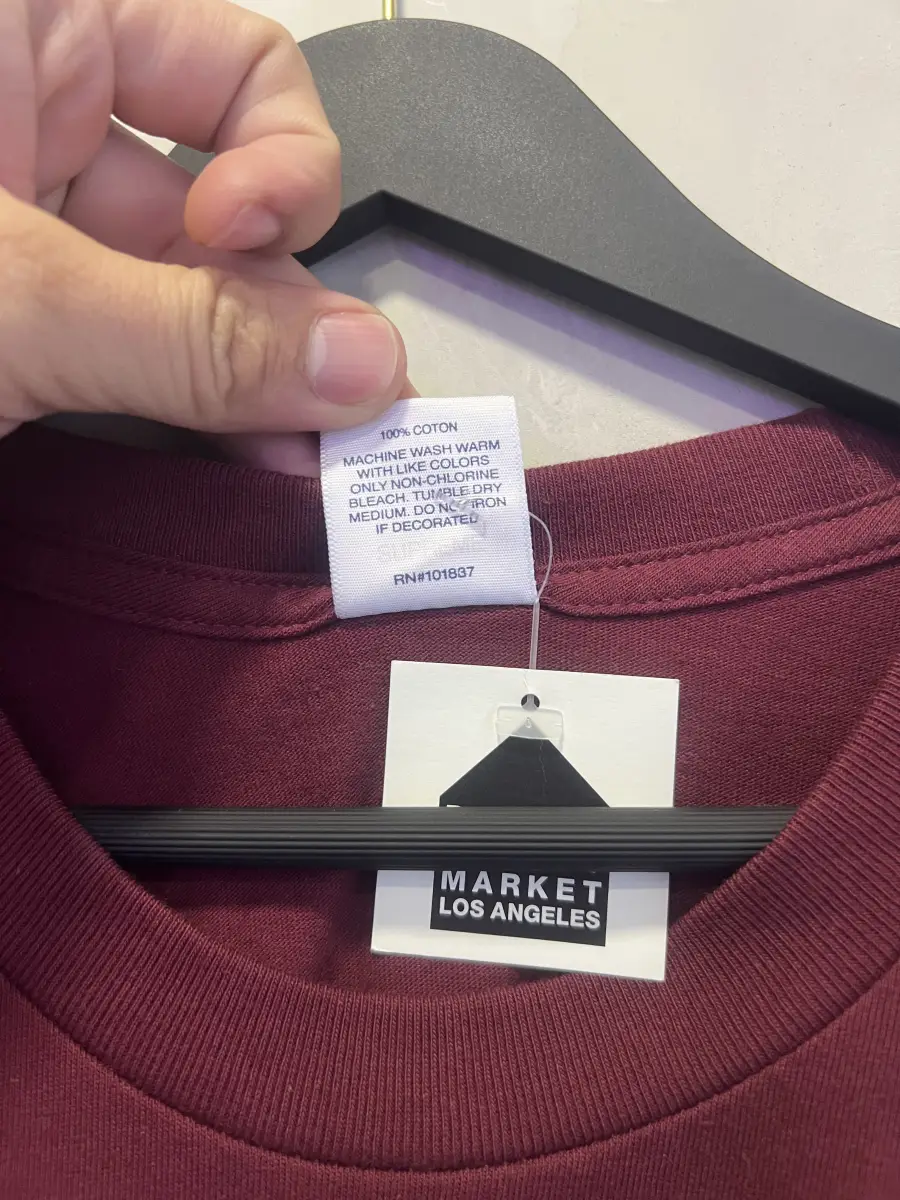 100% COTON
MACHINE WASH WARM
WITH LIKE COLORS
ONLY NON-CHLORINE
BLEACH. TUMBLE DRY
MEDIUM. DO NOT IRON
IF DECORATED
SUPREME
RN#101837
MARKET
LOS ANGELES